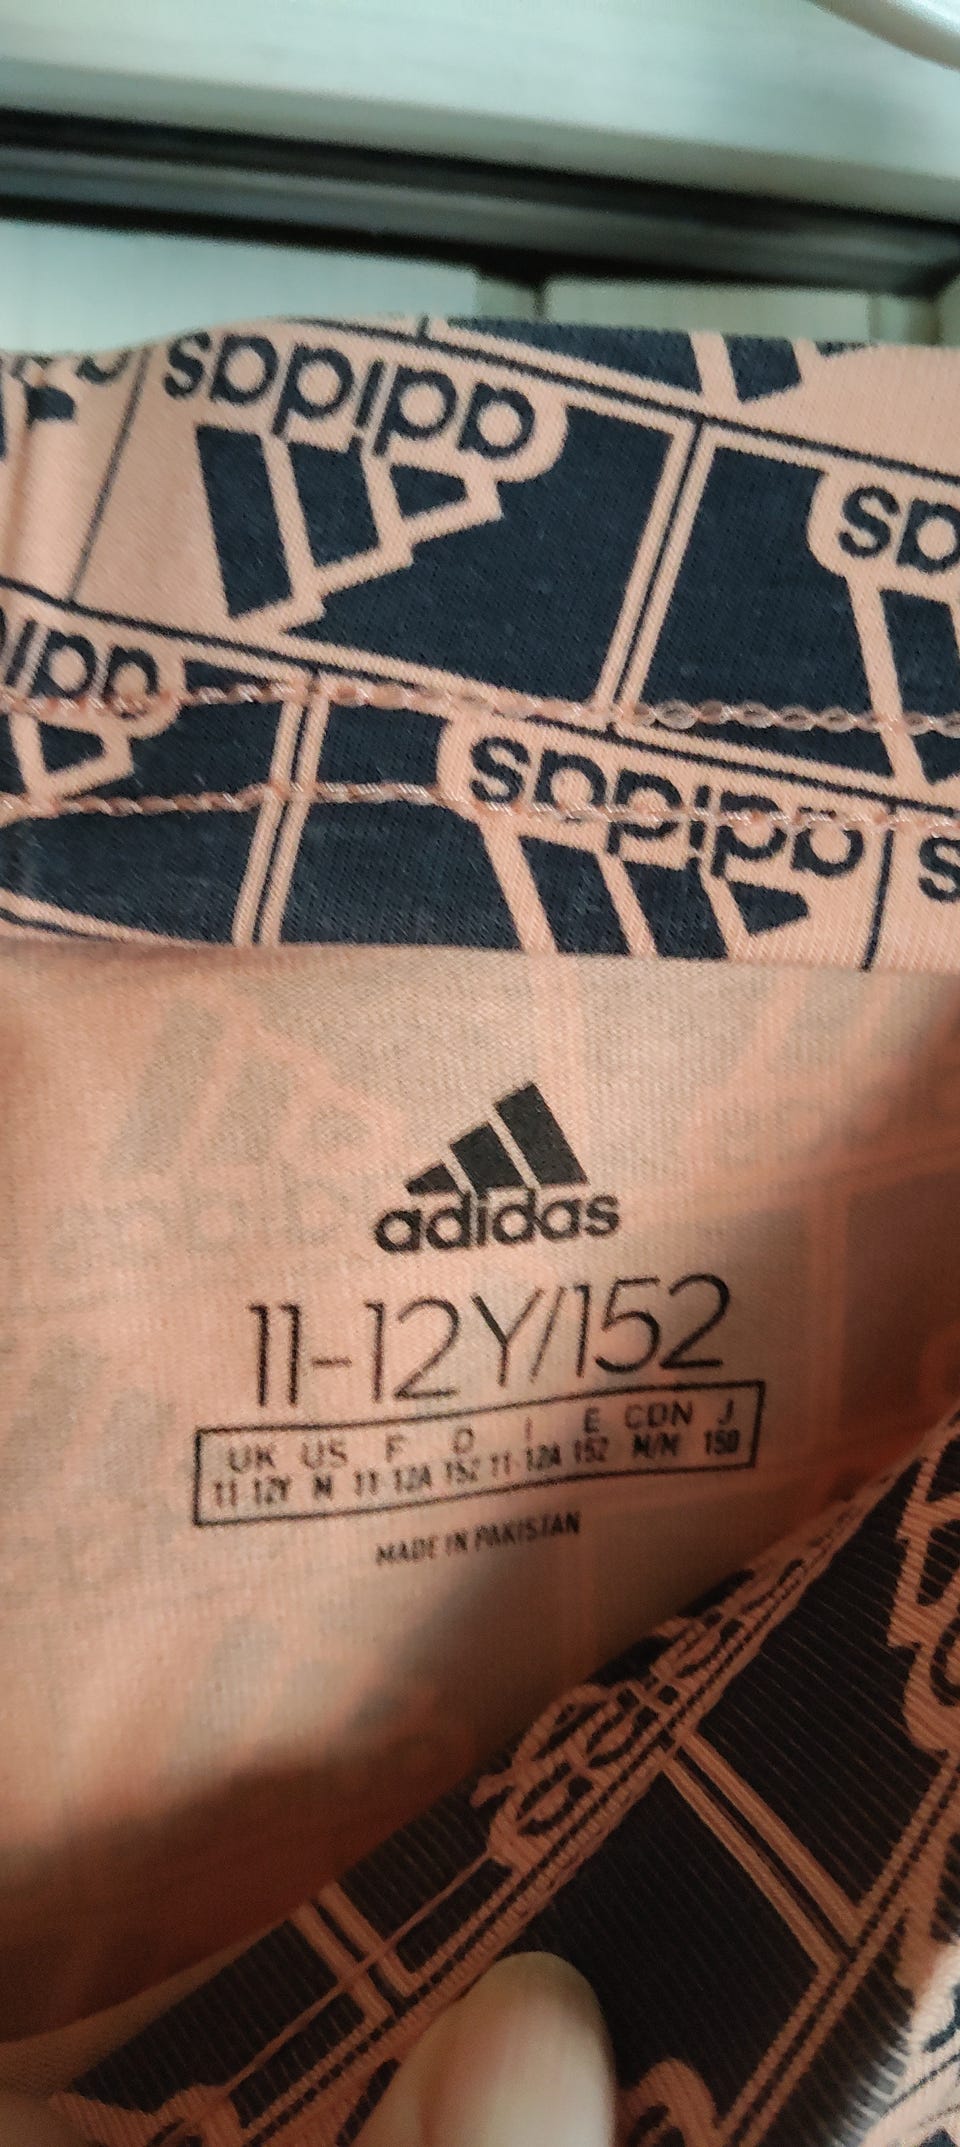 adidas
adidas
adidas
adidas
11-12Y/152
UK US F D I E CDN J
11-12Y M 11-12A 152 11-12A 152 M/M 150
MADE IN PAKISTAN